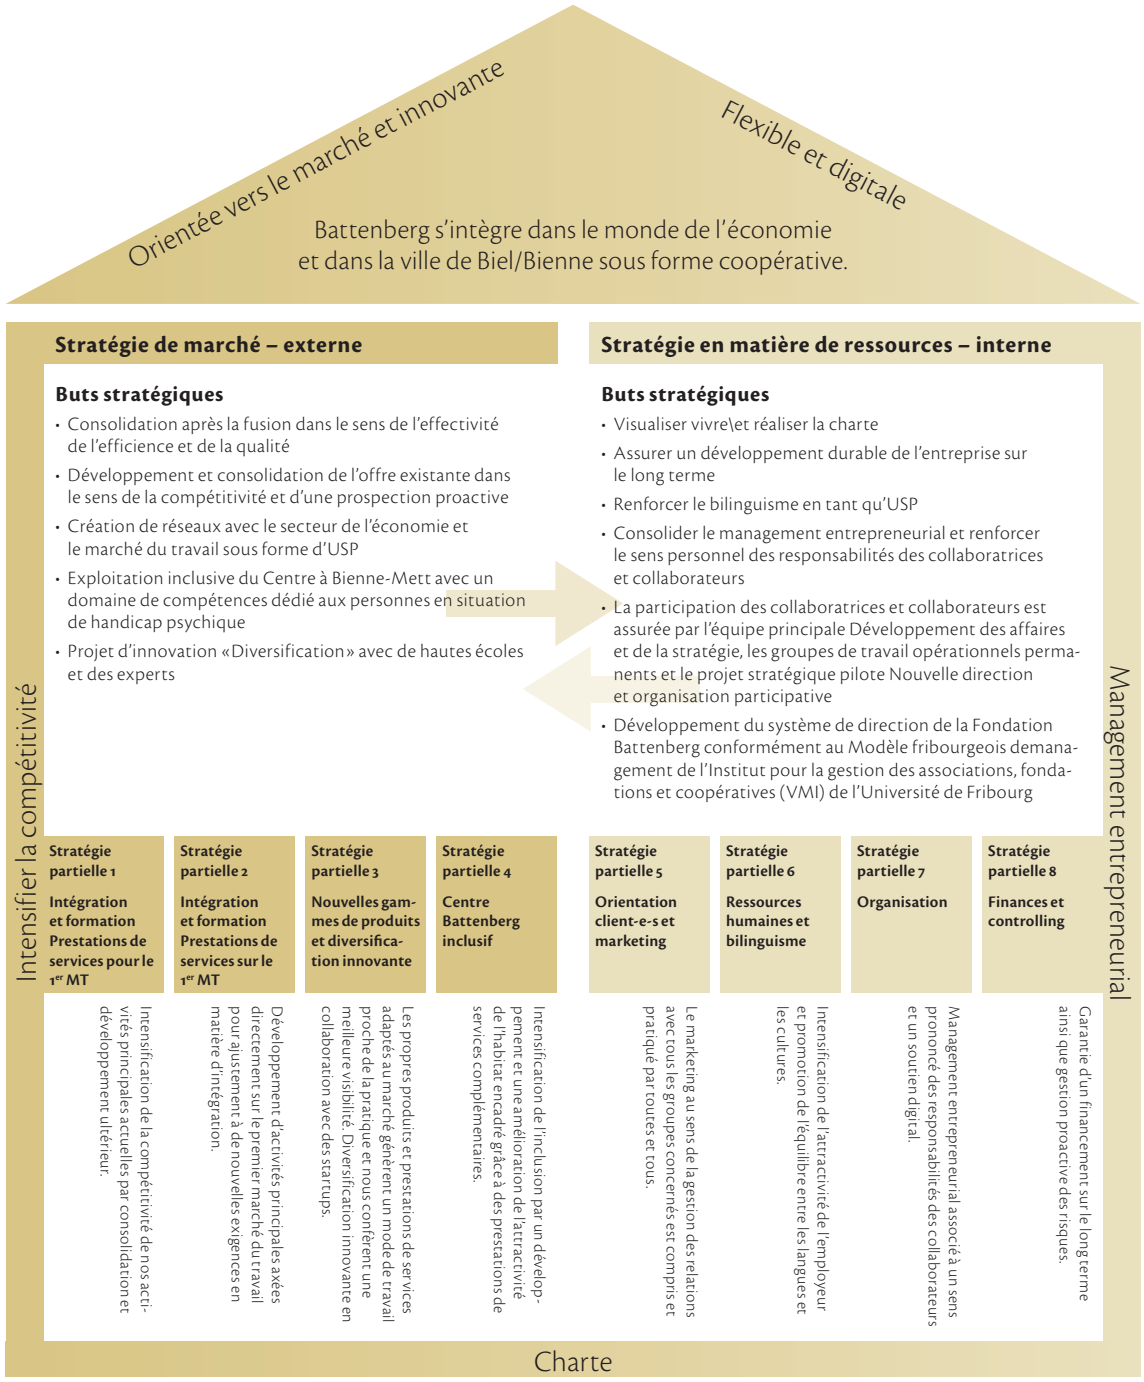 Orientée vers le marché et innovante
Flexible et digitale
Battenberg s’intègre dans le monde de l’économie
et dans la ville de Biel/Bienne sous forme coopérative.
Intensifier la compétitivité
Stratégie de marché – externe
Buts stratégiques
• Consolidation après la fusion dans le sens de l’effectivité
de l’efficience et de la qualité
• Développement et consolidation de l’offre existante dans
le sens de la compétitivité et d’une prospection proactive
• Création de réseaux avec le secteur de l’économie et
le marché du travail sous forme d’USP
• Exploitation inclusive du Centre à Bienne-Mett avec un
domaine de compétences dédié aux personnes en situation
de handicap psychique
• Projet d’innovation «Diversification» avec de hautes écoles
et des experts
Stratégie en matière de ressources – interne
Buts stratégiques
• Visualiser vivre\et réaliser la charte
• Assurer un développement durable de l’entreprise sur
le long terme
• Renforcer le bilinguisme en tant qu’USP
• Consolider le management entrepreneurial et renforcer
le sens personnel des responsabilités des collaboratrices
et collaborateurs
• La participation des collaboratrices et collaborateurs est
assurée par l’équipe principale Développement des affaires
et de la stratégie, les groupes de travail opérationnels perma-
nents et le projet stratégique pilote Nouvelle direction
et organisation participative
• Développement du système de direction de la Fondation
Battenberg conformément au Modèle fribourgeois demana-
gement de l’Institut pour la gestion des associations, fonda-
tions et coopératives (VMI) de l’Université de Fribourg
Management entrepreneurial
Stratégie
partielle 1
Intégration
et formation
Prestations de
services pour le
1er MT
Intensification de la compétitivité de nos acti-
vités principales actuelles par consolidation et
développement ultérieur.
Stratégie
partielle 2
Intégration
et formation
Prestations de
services sur le
1er MT
Développement d’activités principales axées
directement sur le premier marché du travail
pour ajustement à de nouvelles exigences en
matière d’intégration.
Stratégie
partielle 3
Nouvelles gam-
mes de produits
et diversifica-
tion innovante
Les propres produits et prestations de services
adaptés au marché génèrent un mode de travail
proche de la pratique et nous confèrent une
meilleure visibilité. Diversification innovante en
collaboration avec des startups.
Stratégie
partielle 4
Centre
Battenberg
inclusif
Intensification de l’inclusion par un dévelop-
pement et une amélioration de l’attractivité
de l’habitat encadré grâce à des prestations de
services complémentaires.
Stratégie
partielle 5
Orientation
client-e-s et
marketing
Le marketing au sens de la gestion des relations
avec tous les groupes concernés est compris et
pratiqué par toutes et tous.
Stratégie
partielle 6
Ressources
humaines et
bilinguisme
Intensification de l’attractivité de l’employeur
et promotion de l’équilibre entre les langues et
les cultures.
Stratégie
partielle 7
Organisation
Management entrepreneurial associé à un sens
prononcé des responsabilités des collaborateurs
et un soutien digital.
Stratégie
partielle 8
Finances et
controlling
Garantie d’un financement sur le long terme
ainsi que gestion proactive des risques.
Charte